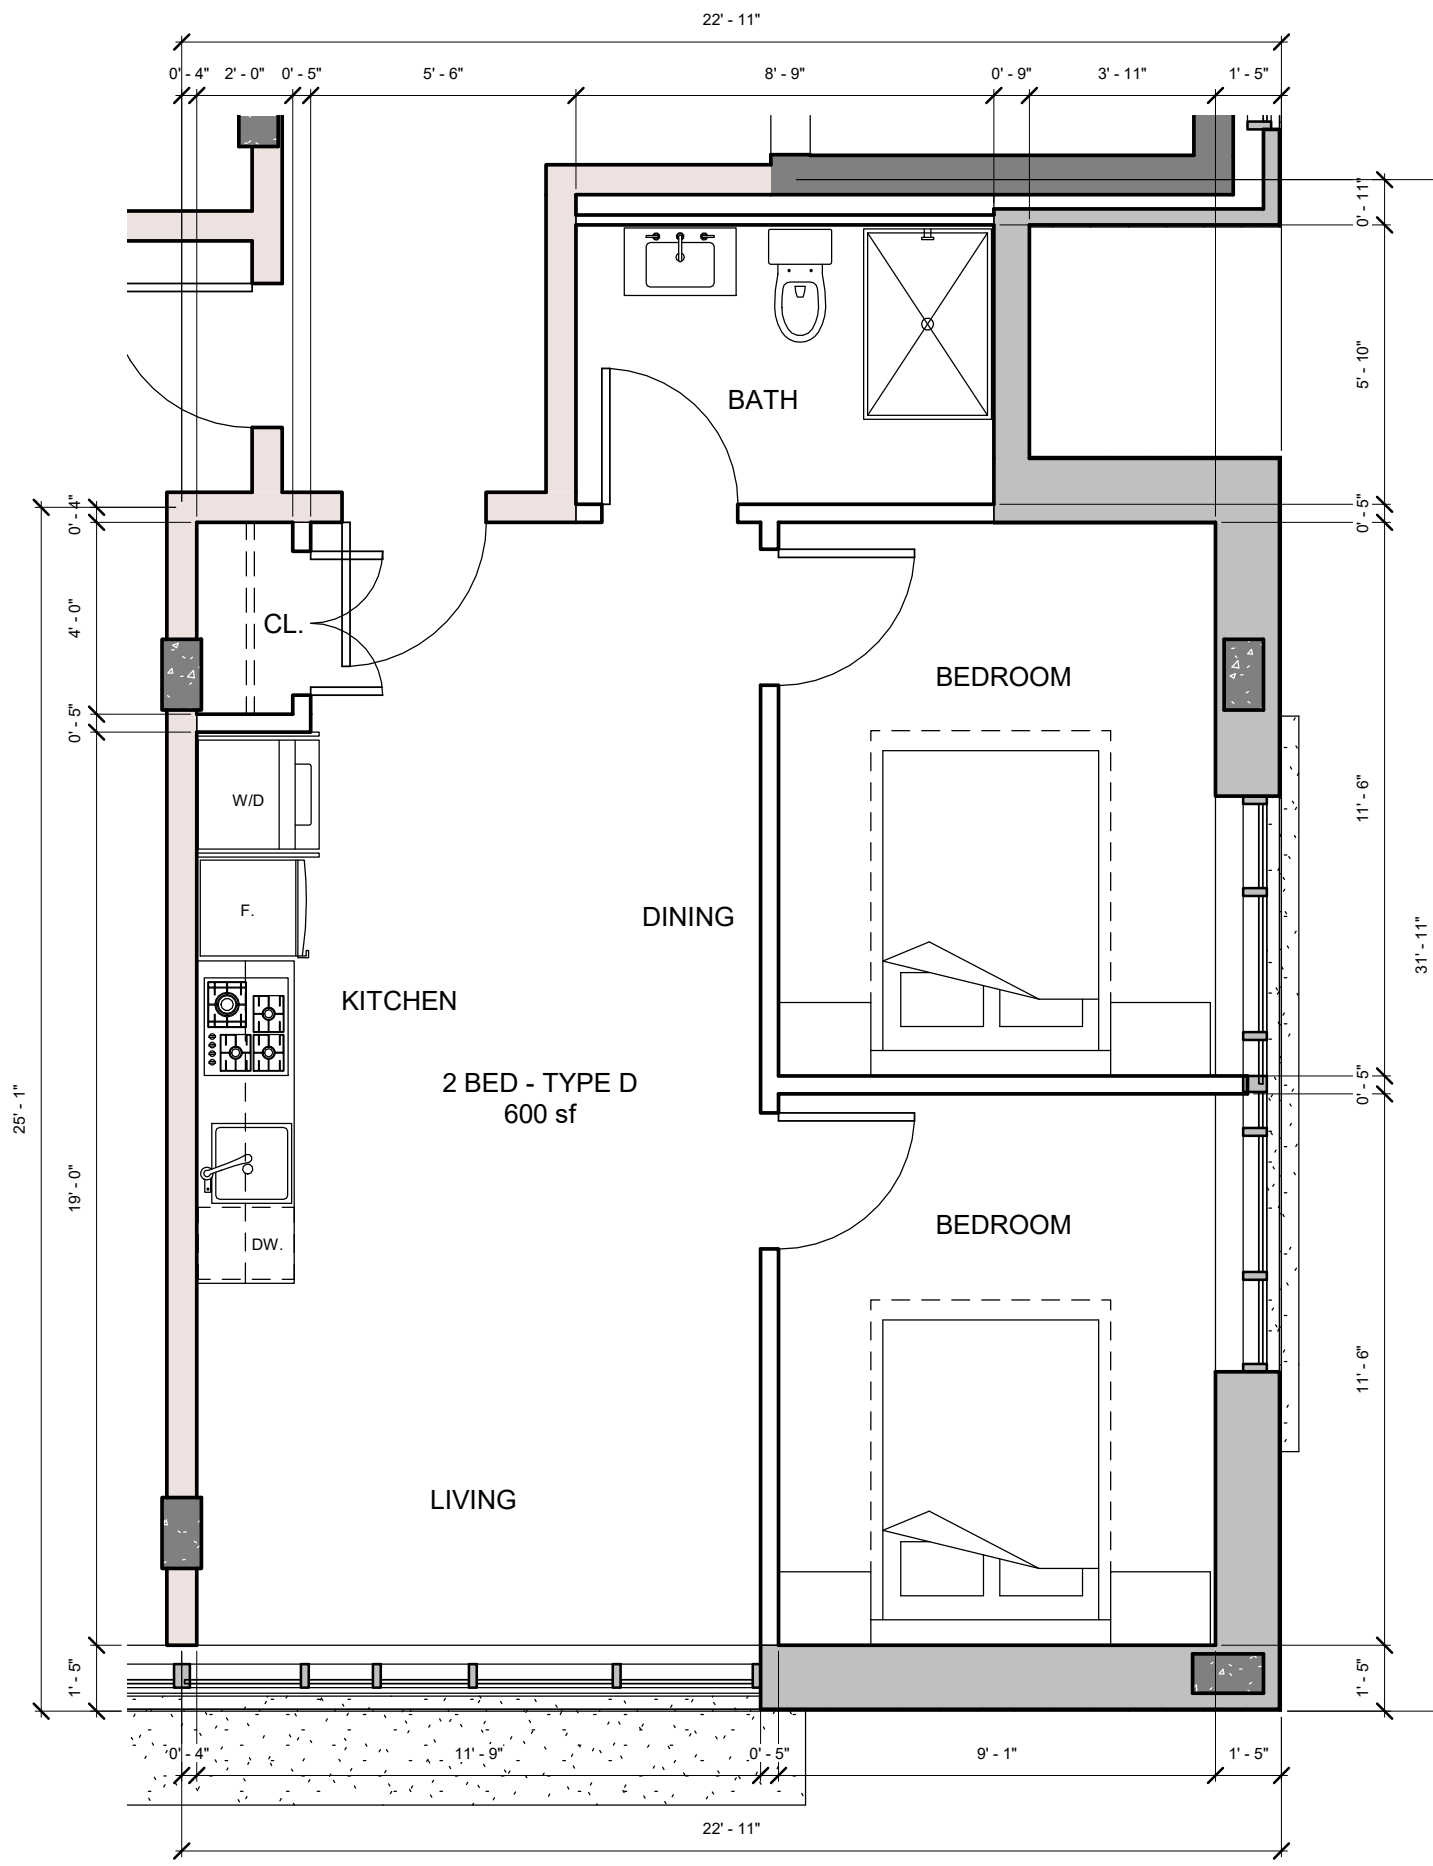 22' - 11"
0' - 4" 2' - 0" 0' - 5" 5' - 6" 8' - 9" 0' - 9" 3' - 11" 1' - 5"
0' - 11"
5' - 10"
BATH
0' - 4"
0' - 5"
4' - 0"
CL.
BEDROOM
0' - 5"
W/D
11' - 6"
F.
DINING
31' - 11"
KITCHEN
2 BED - TYPE D
600 sf
0' - 5"
25' - 1"
19' - 0"
BEDROOM
DW.
11' - 6"
LIVING
1' - 5"
1' - 5"
0' - 4" 11' - 9" 0' - 5" 9' - 1" 1' - 5"
22' - 11"